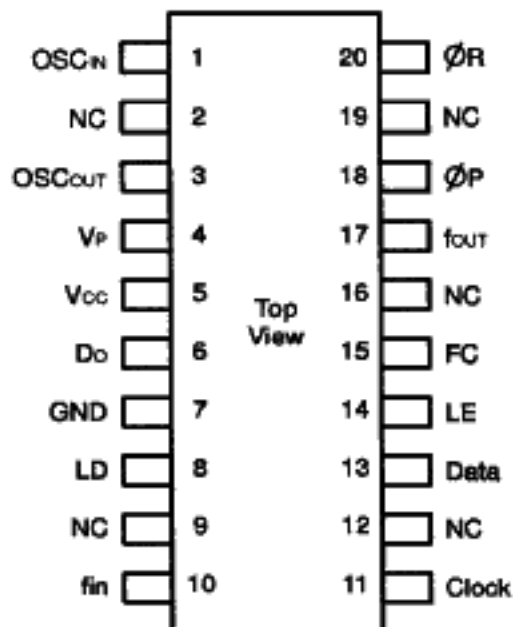 OSCIN 1 20 ØR
NC 2 19 NC
OSCOUT 3 18 ØP
VP 4 17 fOUT
VCC 5 16 NC
Top
View
DO 6 15 FC
GND 7 14 LE
LD 8 13 Data
NC 9 12 NC
fin 10 11 Clock